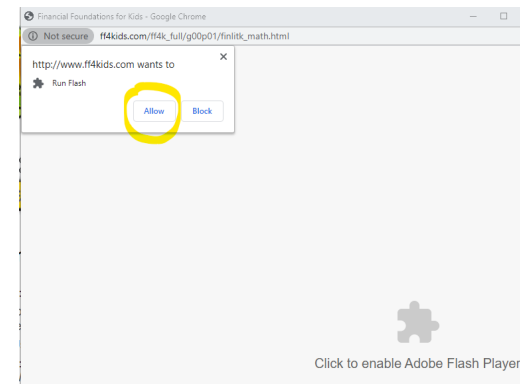 Financial Foundations for Kids - Google Chrome
Not secure ff4kids.com/ff4k_full/g00p01/finlitk_math.html
http://www.ff4kids.com wants to
Run Flash
Allow Block
Click to enable Adobe Flash Player